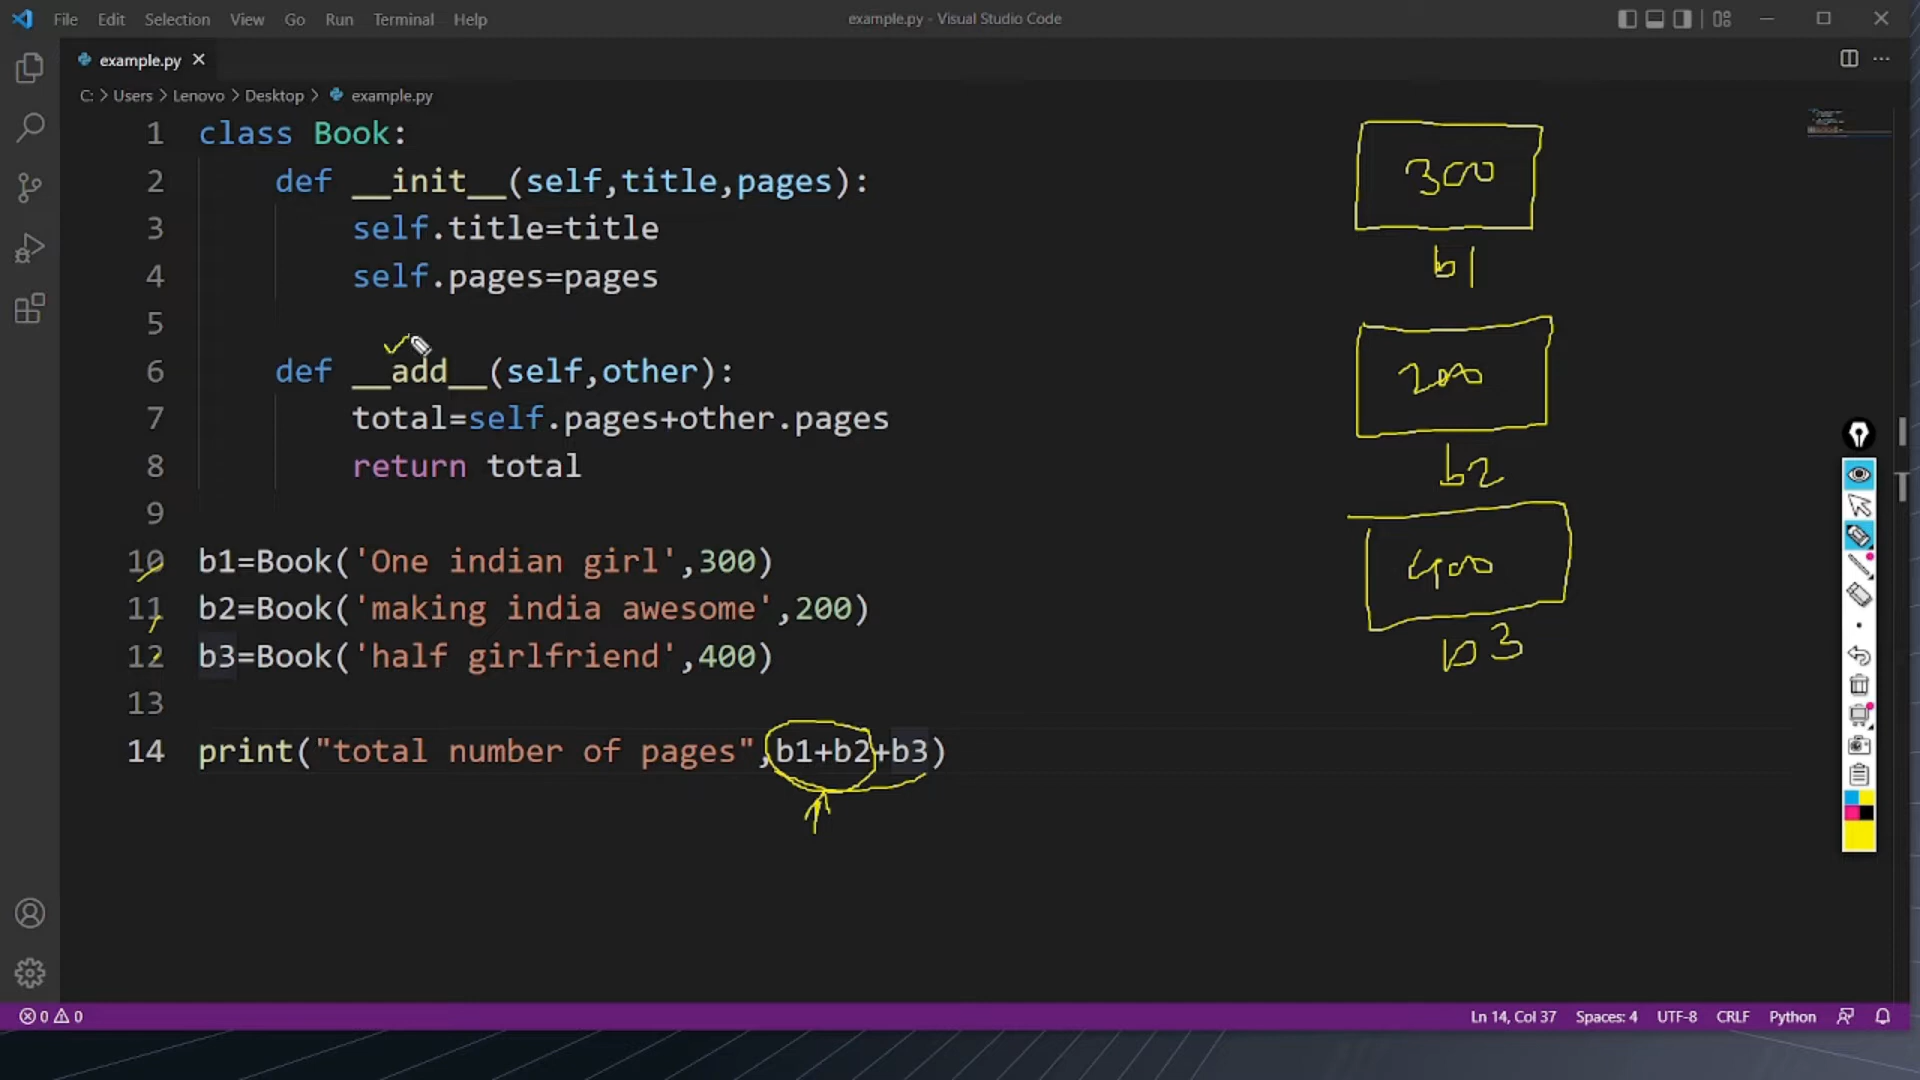 File Edit Selection View Go Run Terminal Help
example.py - Visual Studio Code
example.py
C: > Users > Lenovo > Desktop > example.py
1 class Book:
2 def __init__(self,title,pages):
3 self.title=title
4 self.pages=pages
5
6 def __add__(self,other):
7 total=self.pages+other.pages
8 return total
9
10 b1=Book('One indian girl',300)
11 b2=Book('making india awesome',200)
12 b3=Book('half girlfriend',400)
13
14 print("total number of pages",b1+b2+b3)
300
b1
200
b2
400
b3
0 0
Ln 14, Col 37 Spaces: 4 UTF-8 CRLF Python